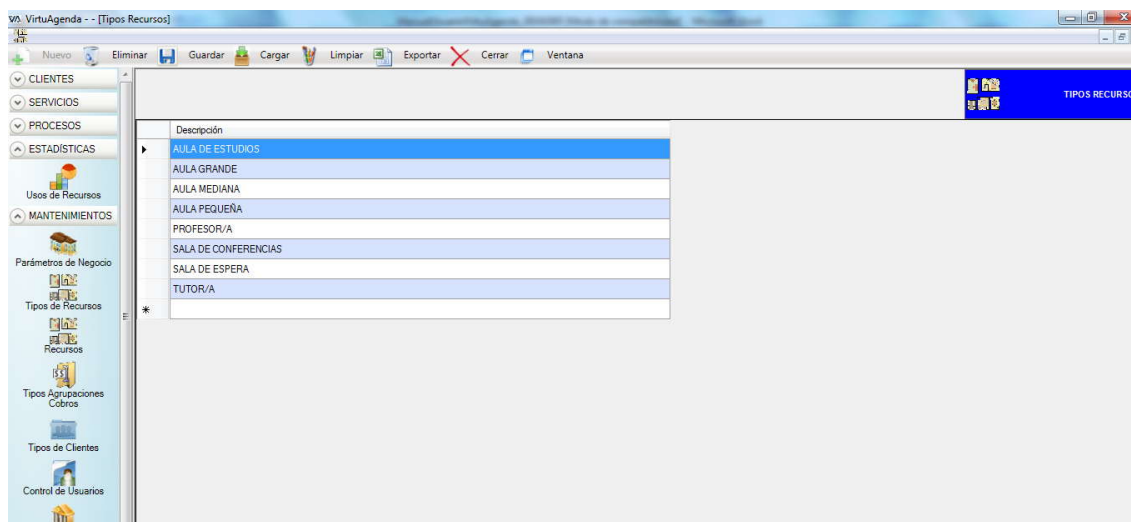 VirtuAgenda - - [Tipos Recursos]
Nuevo Eliminar Guardar Cargar Limpiar Exportar Cerrar Ventana
CLIENTES
SERVICIOS
PROCESOS
ESTADÍSTICAS
Usos de Recursos
MANTENIMIENTOS
Parámetros de Negocio
Tipos de Recursos
Recursos
Tipos Agrupaciones
Cobros
Tipos de Clientes
Control de Usuarios
TIPOS RECURSO
Descripción
AULA DE ESTUDIOS
AULA GRANDE
AULA MEDIANA
AULA PEQUEÑA
PROFESOR/A
SALA DE CONFERENCIAS
SALA DE ESPERA
TUTOR/A